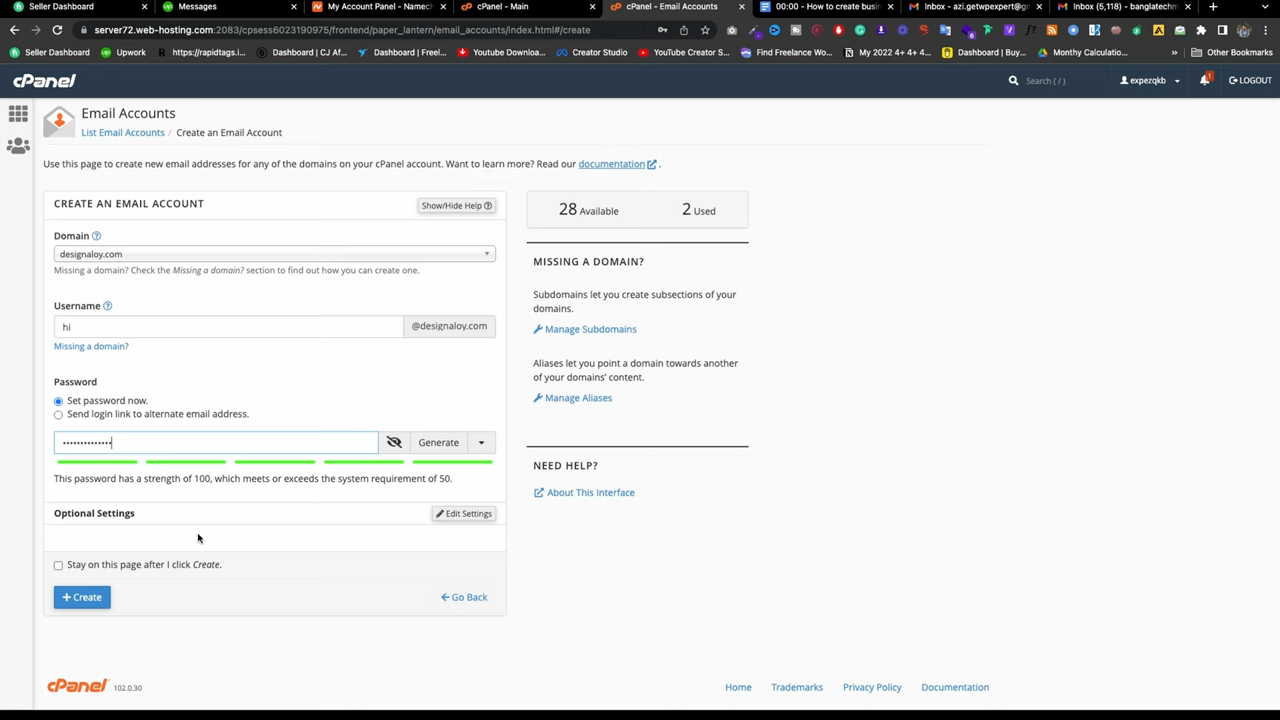 Seller Dashboard
Messages
My Account Panel - Namech
cPanel - Main
cPanel - Email Accounts
00:00 - How to create busin
Inbox - azi.getwpexpert@gm
Inbox (5,118) - banglatechm
server72.web-hosting.com:2083/cpsess6023190975/frontend/paper_lantern/email_accounts/index.html#/create
Seller Dashboard
Upwork
https://rapidtags.i...
Dashboard | CJ Af...
Dashboard | Freel...
Youtube Downloa...
Creator Studio
YouTube Creator S...
Find Freelance Wo...
My 2022 4+ 4+ 4...
Dashboard | Buy...
Monthy Calculatio...
Other Bookmarks
cPanel
Search ( / )
expezqkb
1
LOGOUT
Email Accounts
List Email Accounts / Create an Email Account
Use this page to create new email addresses for any of the domains on your cPanel account. Want to learn more? Read our documentation .
CREATE AN EMAIL ACCOUNT
Show/Hide Help
Domain
designaloy.com
Missing a domain? Check the Missing a domain? section to find out how you can create one.
Username
hi
@designaloy.com
Missing a domain?
Password
Set password now.
Send login link to alternate email address.
Generate
This password has a strength of 100, which meets or exceeds the system requirement of 50.
Optional Settings
Edit Settings
Stay on this page after I click Create.
+ Create
Go Back
28 Available
2 Used
MISSING A DOMAIN?
Subdomains let you create subsections of your
domains.
Manage Subdomains
Aliases let you point a domain towards another
of your domains' content.
Manage Aliases
NEED HELP?
About This Interface
cPanel
102.0.30
Home
Trademarks
Privacy Policy
Documentation